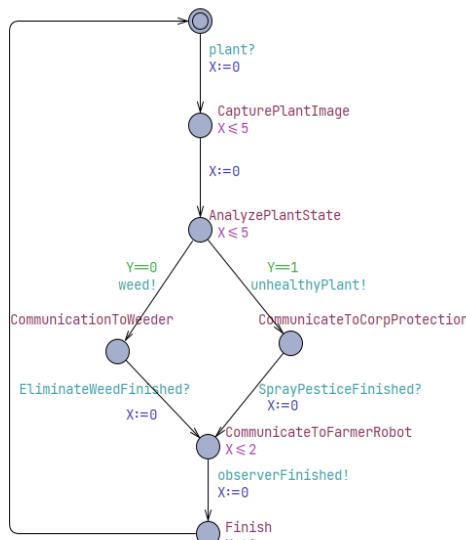 plant?
X:=0
CapturePlantImage
X≤5
X:=0
AnalyzePlantState
X≤5
Y==0
weed!
Y==1
unhealthyPlant!
CommunicationToWeeder
CommunicateToCorpProtection
EliminateWeedFinished?
X:=0
SprayPesticeFinished?
X:=0
CommunicateToFarmerRobot
X≤2
observerFinished!
X:=0
Finish